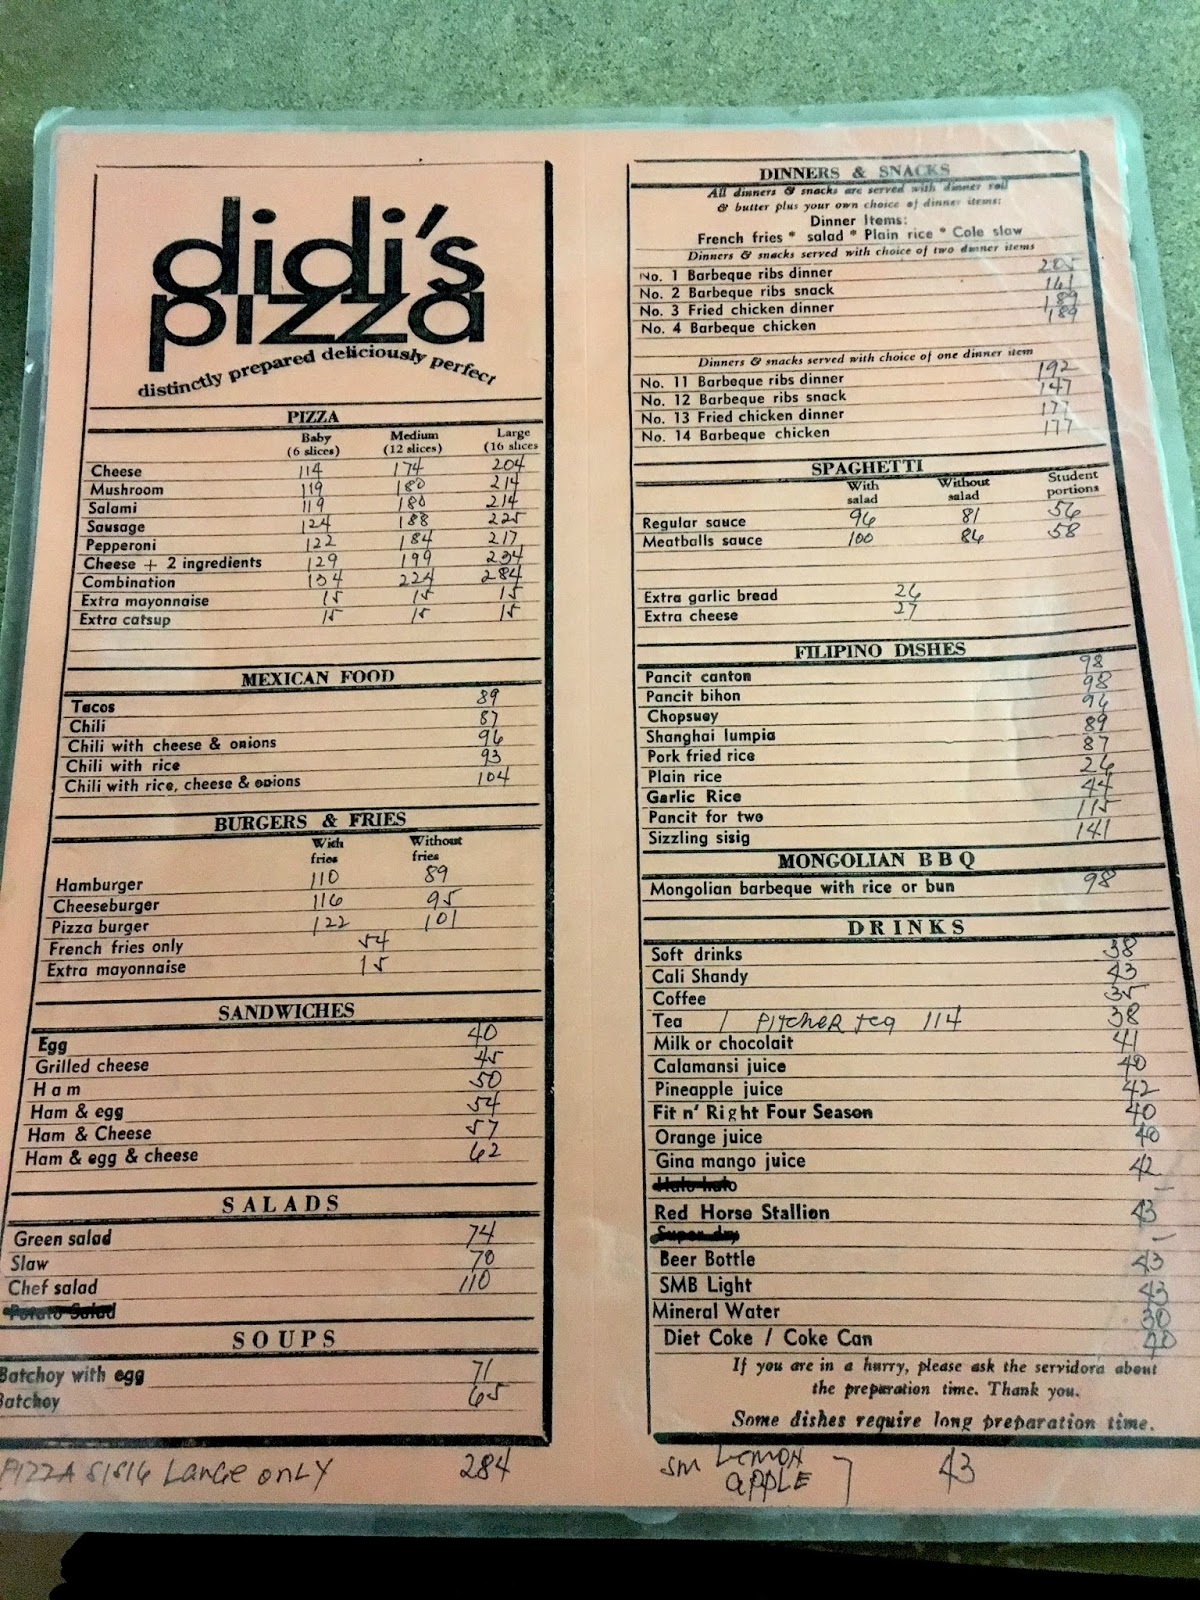 didi's
pizza
distinctly prepared deliciously perfect
PIZZA
Baby Medium Large
(6 slices) (12 slices) (16 slices
Cheese 114 174 204
Mushroom 119 180 214
Salami 119 180 214
Sausage 124 188 225
Pepperoni 122 184 217
Cheese + 2 ingredients 129 199 234
Combination 134 224 284
Extra mayonnaise 15 15 15
Extra catsup 15 15 15
MEXICAN FOOD
Tacos 89
Chili 87
Chili with cheese & onions 96
Chili with rice 93
Chili with rice, cheese & onions 104
BURGERS & FRIES
With Without
fries fries
Hamburger 110 89
Cheeseburger 116 95
Pizza burger 122 101
French fries only 54
Extra mayonnaise 15
SANDWICHES
Egg 40
Grilled cheese 45
Ham 50
Ham & egg 54
Ham & Cheese 57
Ham & egg & cheese 62
SALADS
Green salad 74
Slaw 70
Chef salad 110
Potato Salad
SOUPS
Batchoy with egg 71
Batchoy 65
PIZZA SISIG LARGE ONLY 284
DINNERS & SNACKS
All dinners & snacks are served with dinner roll
& butter plus your own choice of dinner items:
Dinner Items:
French fries * salad * Plain rice * Cole slaw
Dinners & snacks served with choice of two dinner items
No. 1 Barbeque ribs dinner 205
No. 2 Barbeque ribs snack 161
No. 3 Fried chicken dinner 189
No. 4 Barbeque chicken 189
Dinners & snacks served with choice of one dinner item
No. 11 Barbeque ribs dinner 192
No. 12 Barbeque ribs snack 147
No. 13 Fried chicken dinner 177
No. 14 Barbeque chicken 177
SPAGHETTI
With Without Student
salad salad portions
Regular sauce 96 81 56
Meatballs sauce 100 86 58
Extra garlic bread 26
Extra cheese 27
FILIPINO DISHES
Pancit canton 98
Pancit bihon 98
Chopsuey 96
Shanghai lumpia 89
Pork fried rice 87
Plain rice 26
Garlic Rice 44
Pancit for two 115
Sizzling sisig 141
MONGOLIAN BBQ
Mongolian barbeque with rice or bun 98
DRINKS
Soft drinks 38
Cali Shandy 43
Coffee 35
Tea / Pitcher tea 114 38
Milk or chocolait 41
Calamansi juice 40
Pineapple juice 42
Fit n' Right Four Season 40
Orange juice 40
Gina mango juice 42
Halo halo —
Red Horse Stallion 43
Super dry —
Beer Bottle 43
SMB Light 43
Mineral Water 30
Diet Coke / Coke Can 40
If you are in a hurry, please ask the servidora about
the preparation time. Thank you.
Some dishes require long preparation time.
SM LEMON
APPLE 43